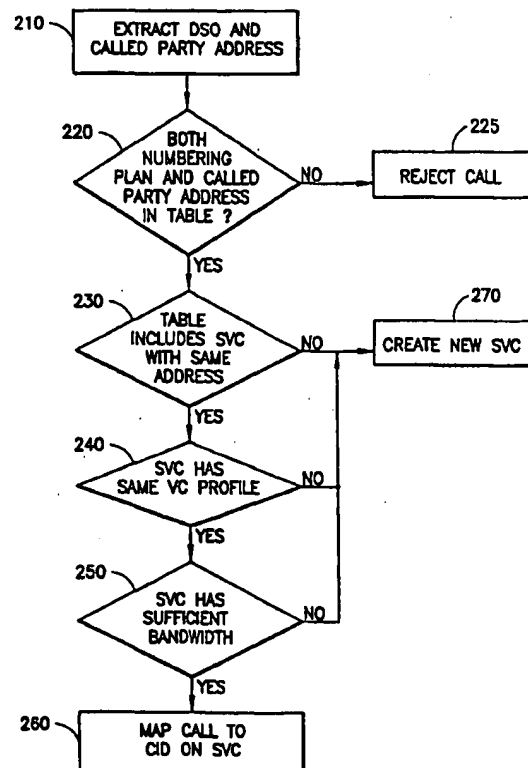 210
EXTRACT DSO AND
CALLED PARTY ADDRESS
220
BOTH
NUMBERING
PLAN AND CALLED
PARTY ADDRESS
IN TABLE ?
NO
225
REJECT CALL
YES
230
TABLE
INCLUDES SVC
WITH SAME
ADDRESS
NO
270
CREATE NEW SVC
YES
240
SVC HAS
SAME VC PROFILE
NO
YES
250
SVC HAS
SUFFICIENT
BANDWIDTH
NO
YES
260
MAP CALL TO
CID ON SVC